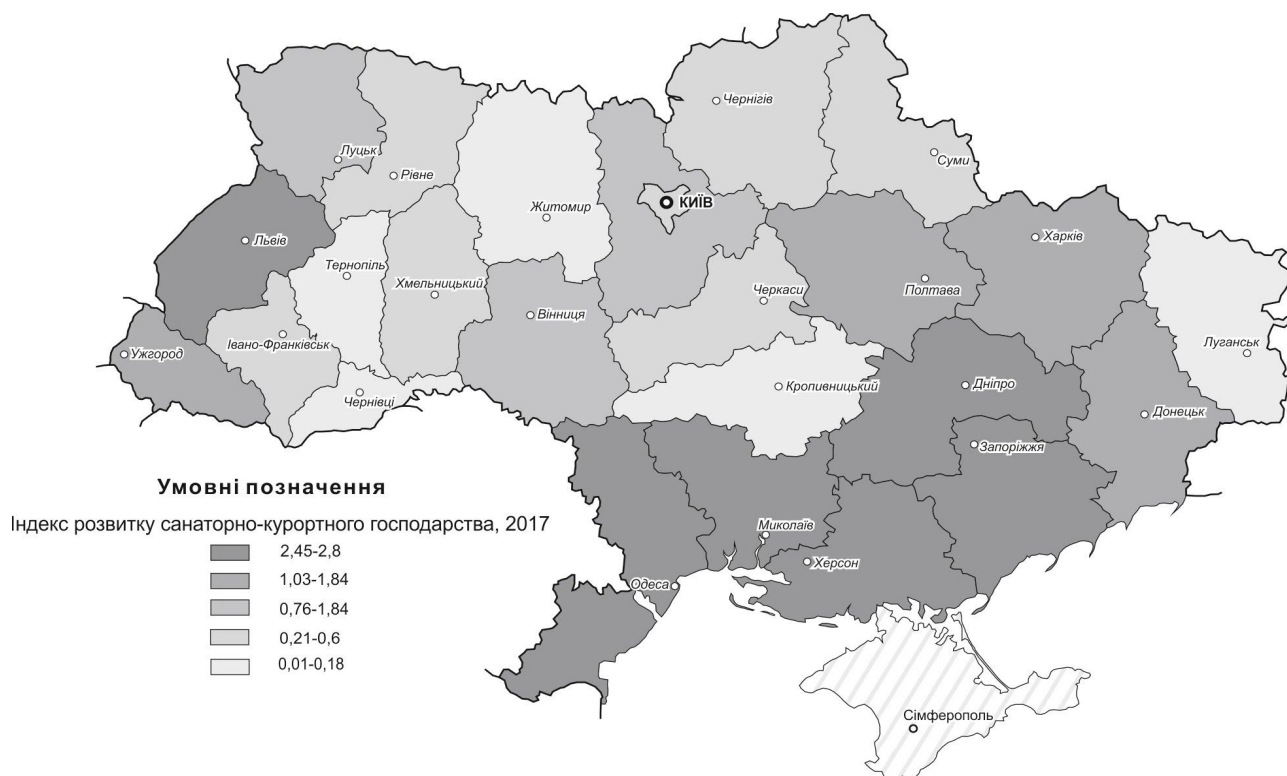 Чернігів
Суми
Луцьк
Рівне
КИЇВ
Житомир
Львів
Харків
Тернопіль
Хмельницький
Полтава
Черкаси
Вінниця
Івано-Франківськ
Ужгород
Луганськ
Кропивницький
Дніпро
Чернівці
Донецьк
Запоріжжя
Умовні позначення
Індекс розвитку санаторно-курортного господарства, 2017
2,45-2,8
1,03-1,84
0,76-1,84
0,21-0,6
0,01-0,18
Миколаїв
Херсон
Одеса
Сімферополь